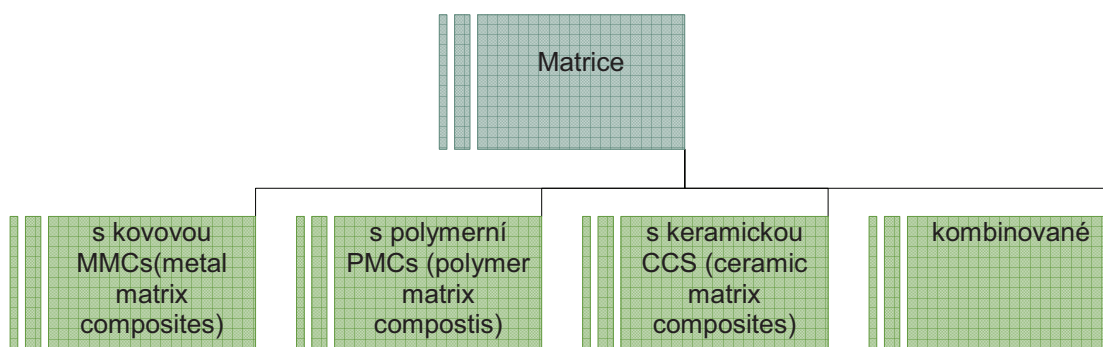 Matrice
s kovovou
MMCs(metal
matrix
composites)
s polymerní
PMCs (polymer
matrix
compostis)
s keramickou
CCS (ceramic
matrix
composites)
kombinované